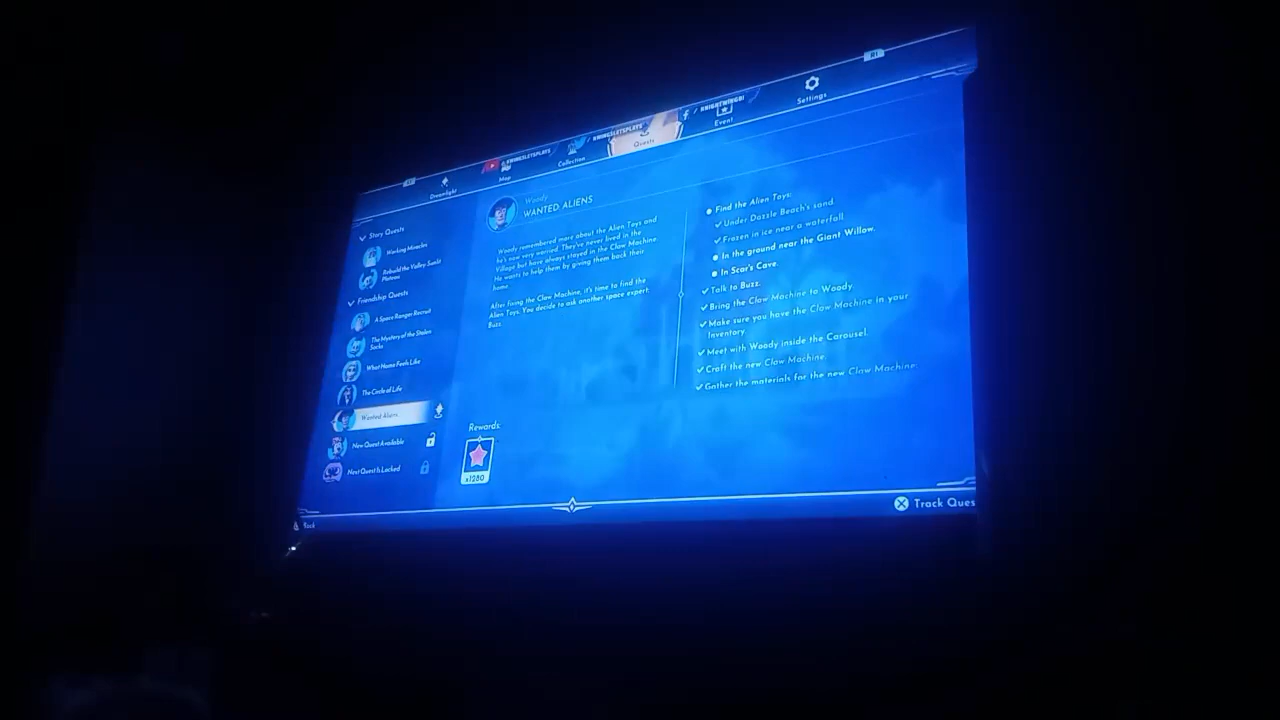 R1
Settings
f / KNIGHTWINGO1
Event
/ KWINGSLETSPLAYS
Quests
/ KWINGSLETSPLAYS
Collection
Map
Dreamlight
Story Quests
Working Miracles
Rebuild the Valley-Sunlit
Plateau
Friendship Quests
A Space Ranger Recruit
The Mystery of the Stolen
Socks
What Home Feels Like
The Circle of Life
Wanted Aliens
New Quest Available
Next Quest Is Locked
Back
Woody
WANTED ALIENS
Woody remembered more about the Alien Toys and
he's now very worried. They've never lived in the
Village but have always stayed in the Claw Machine.
He wants to help them by giving them back their
home.
After fixing the Claw Machine, it's time to find the
Alien Toys. You decide to ask another space expert:
Buzz.
Rewards:
x1280
Find the Alien Toys:
Under Dazzle Beach's sand.
Frozen in ice near a waterfall.
In the ground near the Giant Willow.
In Scar's Cave.
Talk to Buzz.
Bring the Claw Machine to Woody.
Make sure you have the Claw Machine in your
Inventory.
Meet with Woody inside the Carousel.
Craft the new Claw Machine.
Gather the materials for the new Claw Machine.
Track Ques